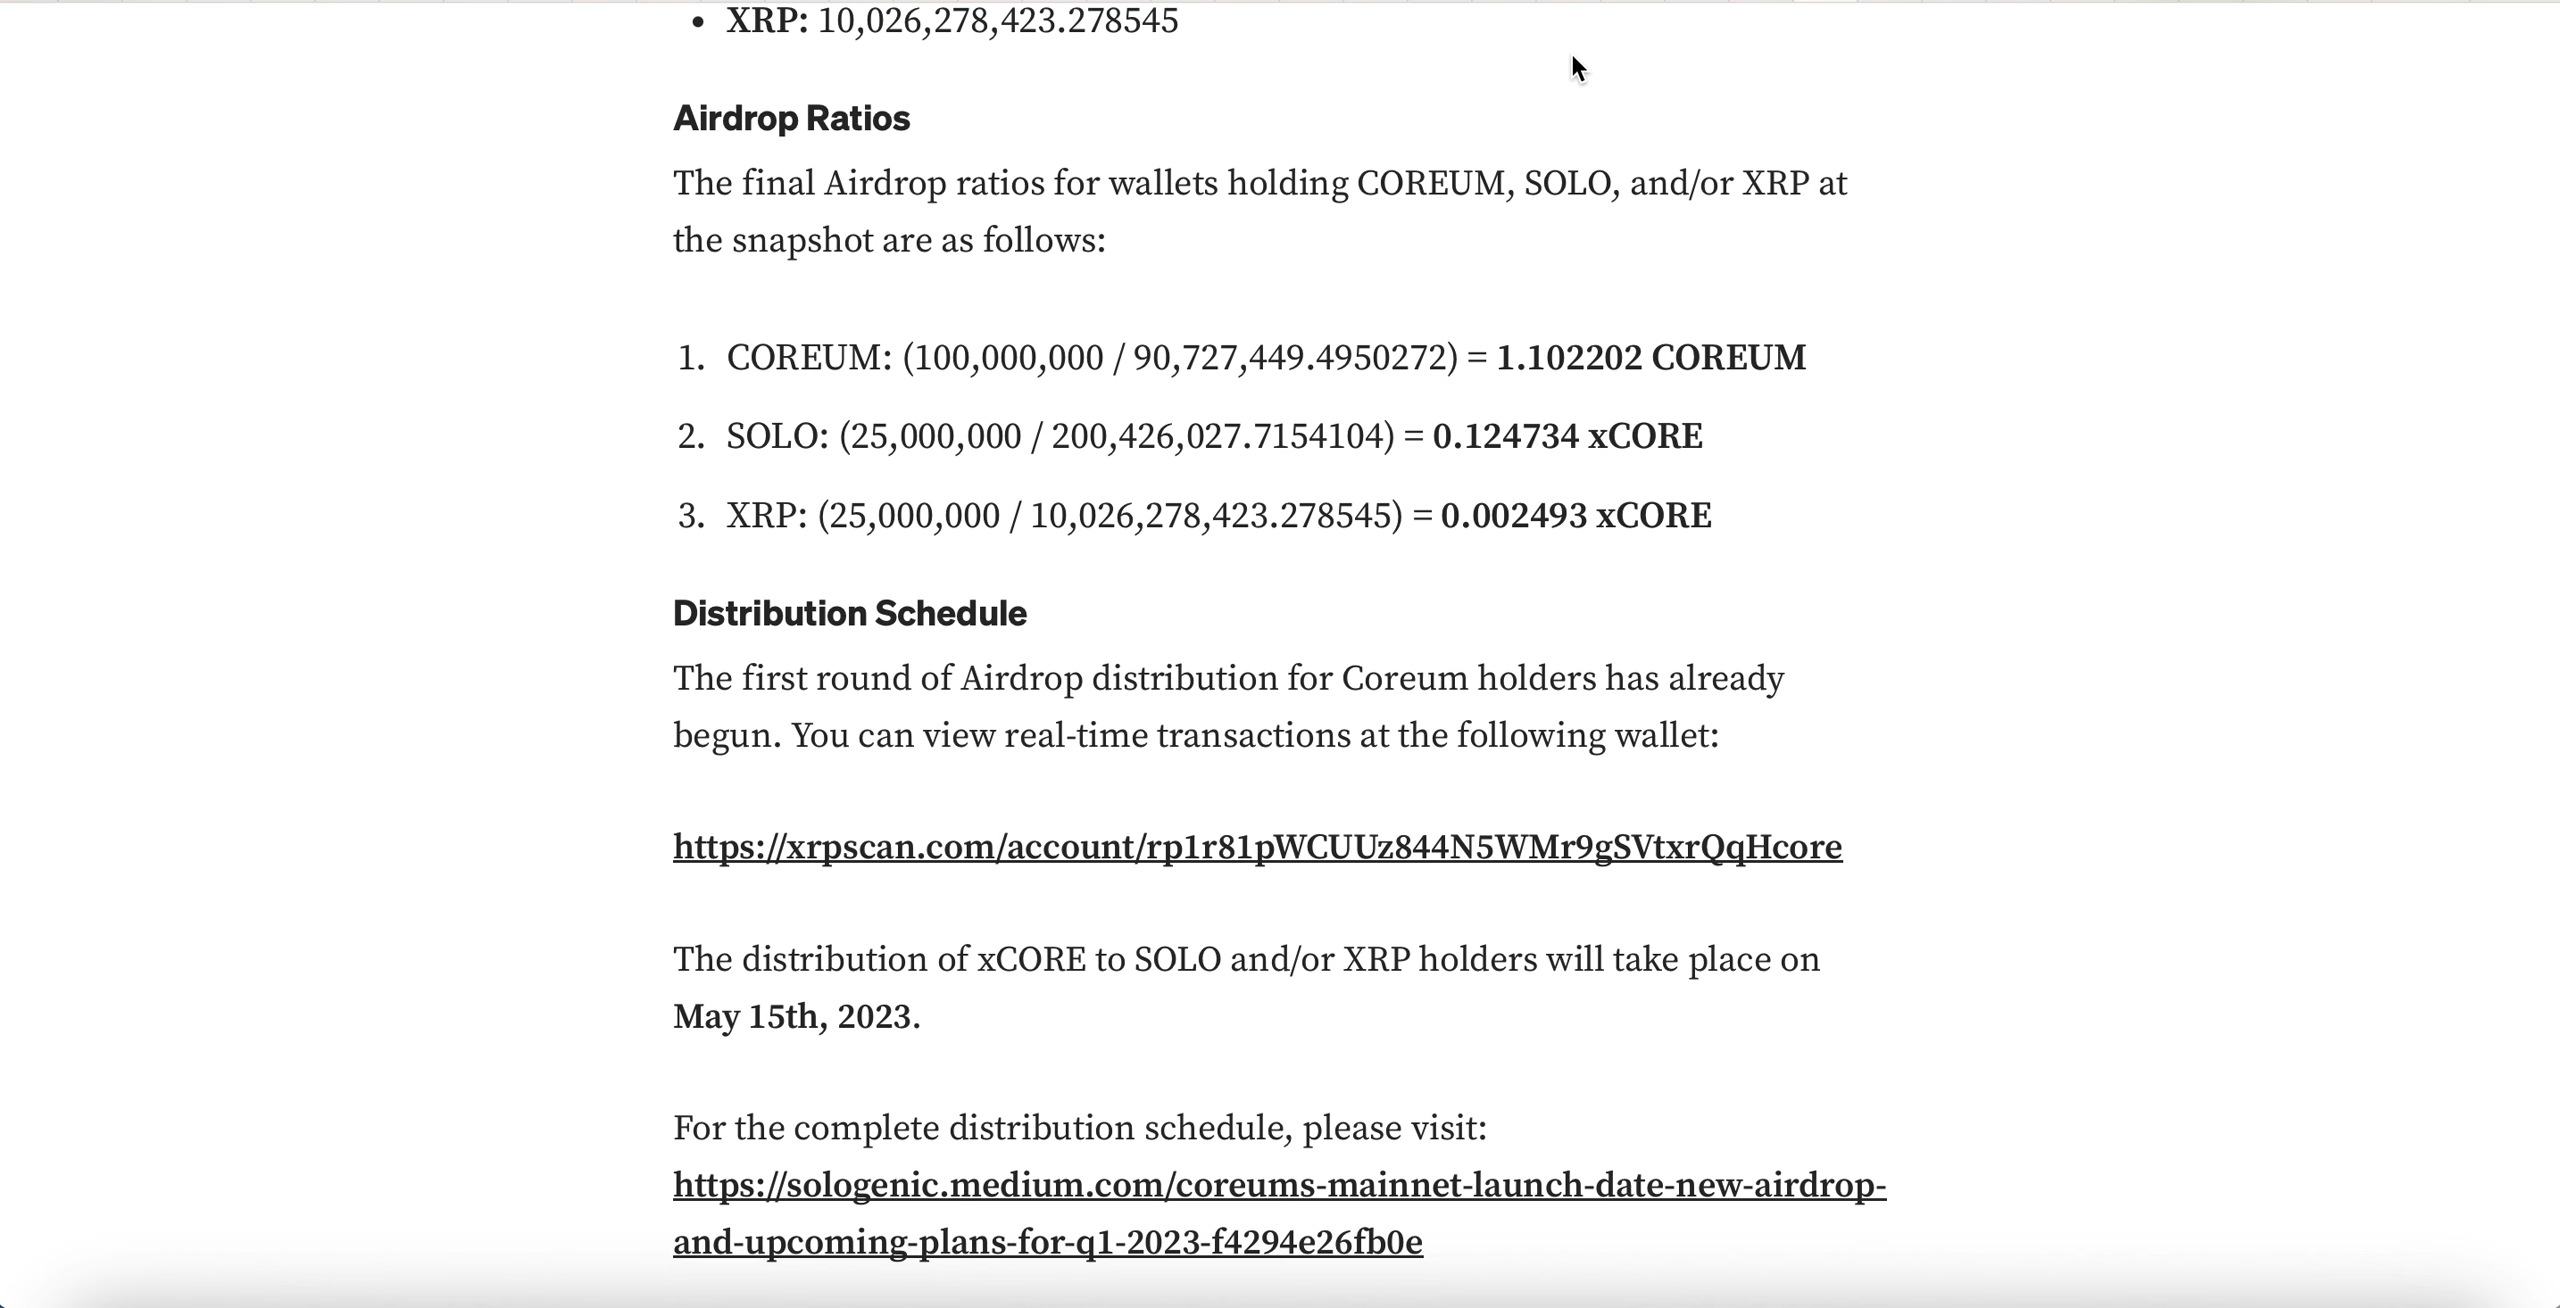 • XRP: 10,026,278,423.278545
Airdrop Ratios
The final Airdrop ratios for wallets holding COREUM, SOLO, and/or XRP at
the snapshot are as follows:
1. COREUM: (100,000,000 / 90,727,449.4950272) = 1.102202 COREUM
2. SOLO: (25,000,000 / 200,426,027.7154104) = 0.124734 xCORE
3. XRP: (25,000,000 / 10,026,278,423.278545) = 0.002493 xCORE
Distribution Schedule
The first round of Airdrop distribution for Coreum holders has already
begun. You can view real-time transactions at the following wallet:
https://xrpscan.com/account/rp1r81pWCUUz844N5WMr9gSVtxrQqHcore
The distribution of xCORE to SOLO and/or XRP holders will take place on
May 15th, 2023.
For the complete distribution schedule, please visit:
https://sologenic.medium.com/coreums-mainnet-launch-date-new-airdrop-
and-upcoming-plans-for-q1-2023-f4294e26fb0e